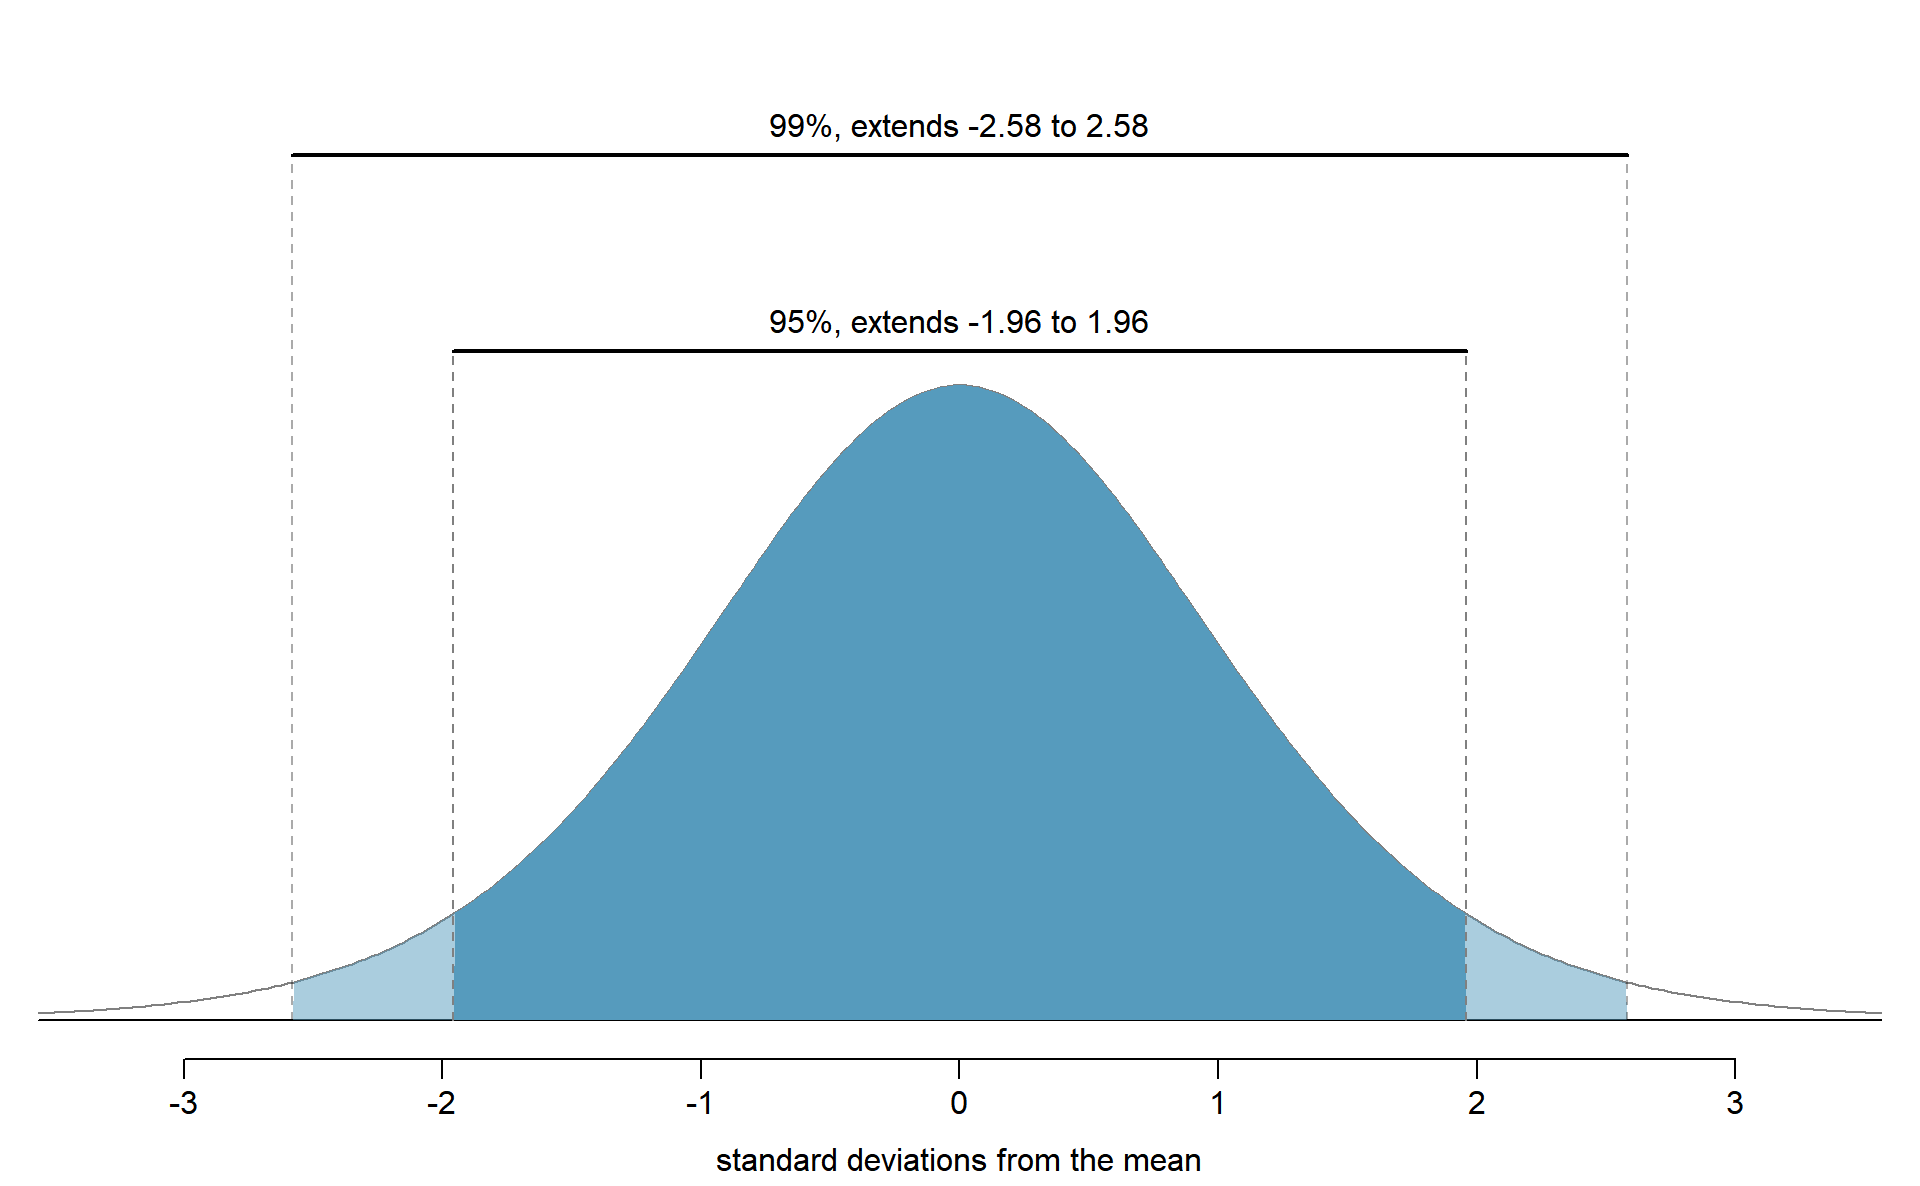 99%, extends -2.58 to 2.58
95%, extends -1.96 to 1.96
-3 -2 -1 0 1 2 3
standard deviations from the mean